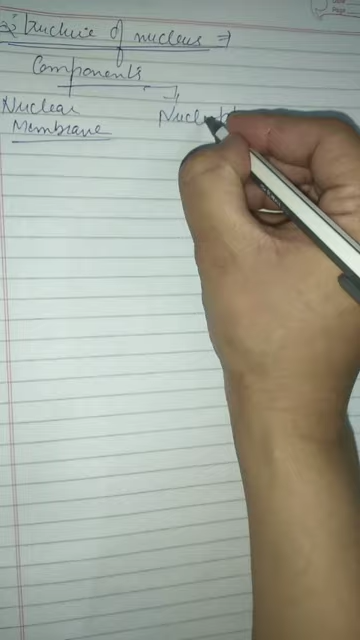 Structure of nucleus ⇒
Components
Nuclear
Membrane